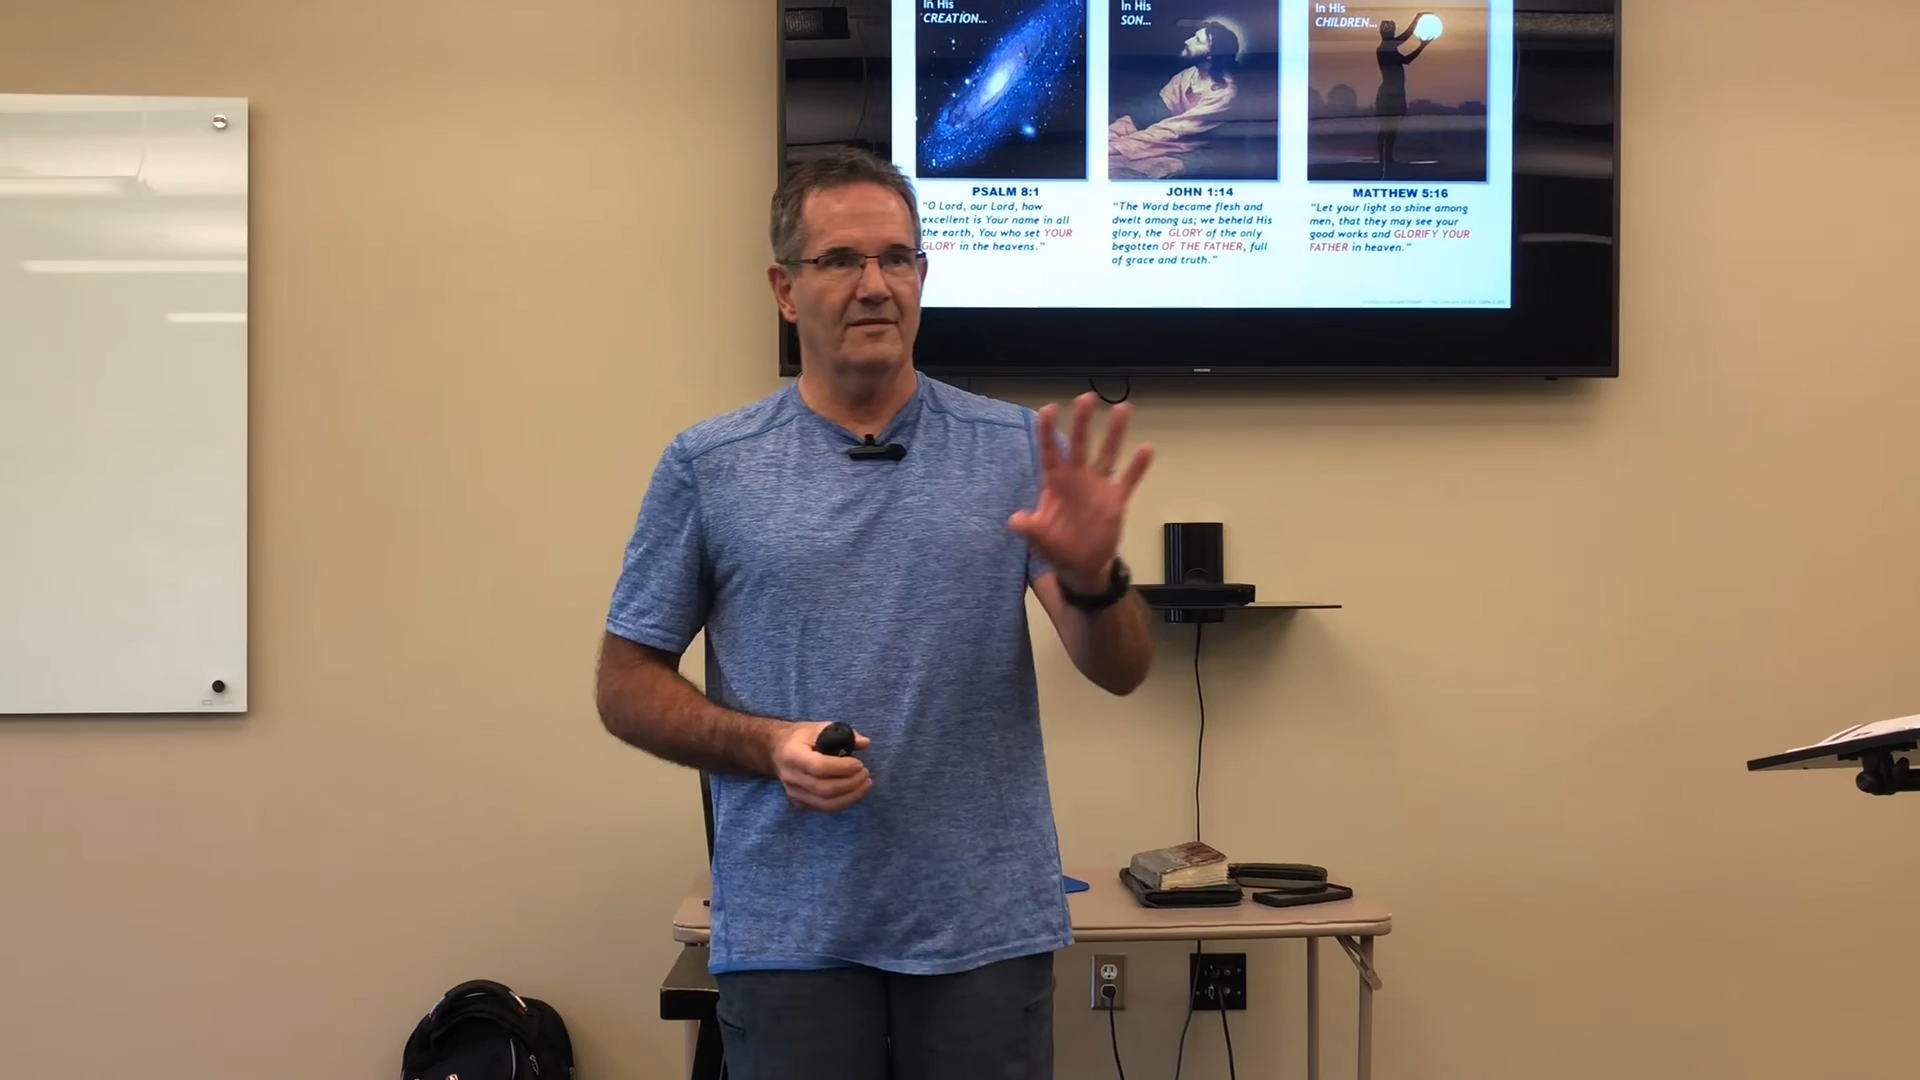 In His
CREATION...
In His
SON...
In His
CHILDREN...
PSALM 8:1
"O Lord, our Lord, how
excellent is Your name in all
the earth, You who set YOUR
GLORY in the heavens."
JOHN 1:14
"The Word became flesh and
dwelt among us; we beheld His
glory, the GLORY of the only
begotten OF THE FATHER, full
of grace and truth."
MATTHEW 5:16
"Let your light so shine among
men, that they may see your
good works and GLORIFY YOUR
FATHER in heaven."
SAMSUNG